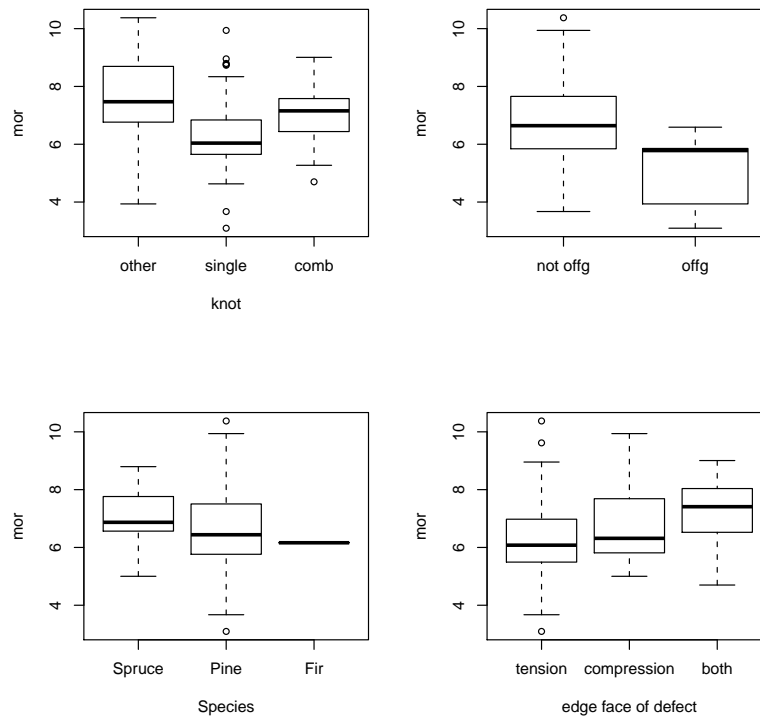 10
8
6
4
mor
other single comb
knot
10
8
6
4
mor
not offg offg
10
8
6
4
mor
Spruce Pine Fir
Species
10
8
6
4
mor
tension compression both
edge face of defect